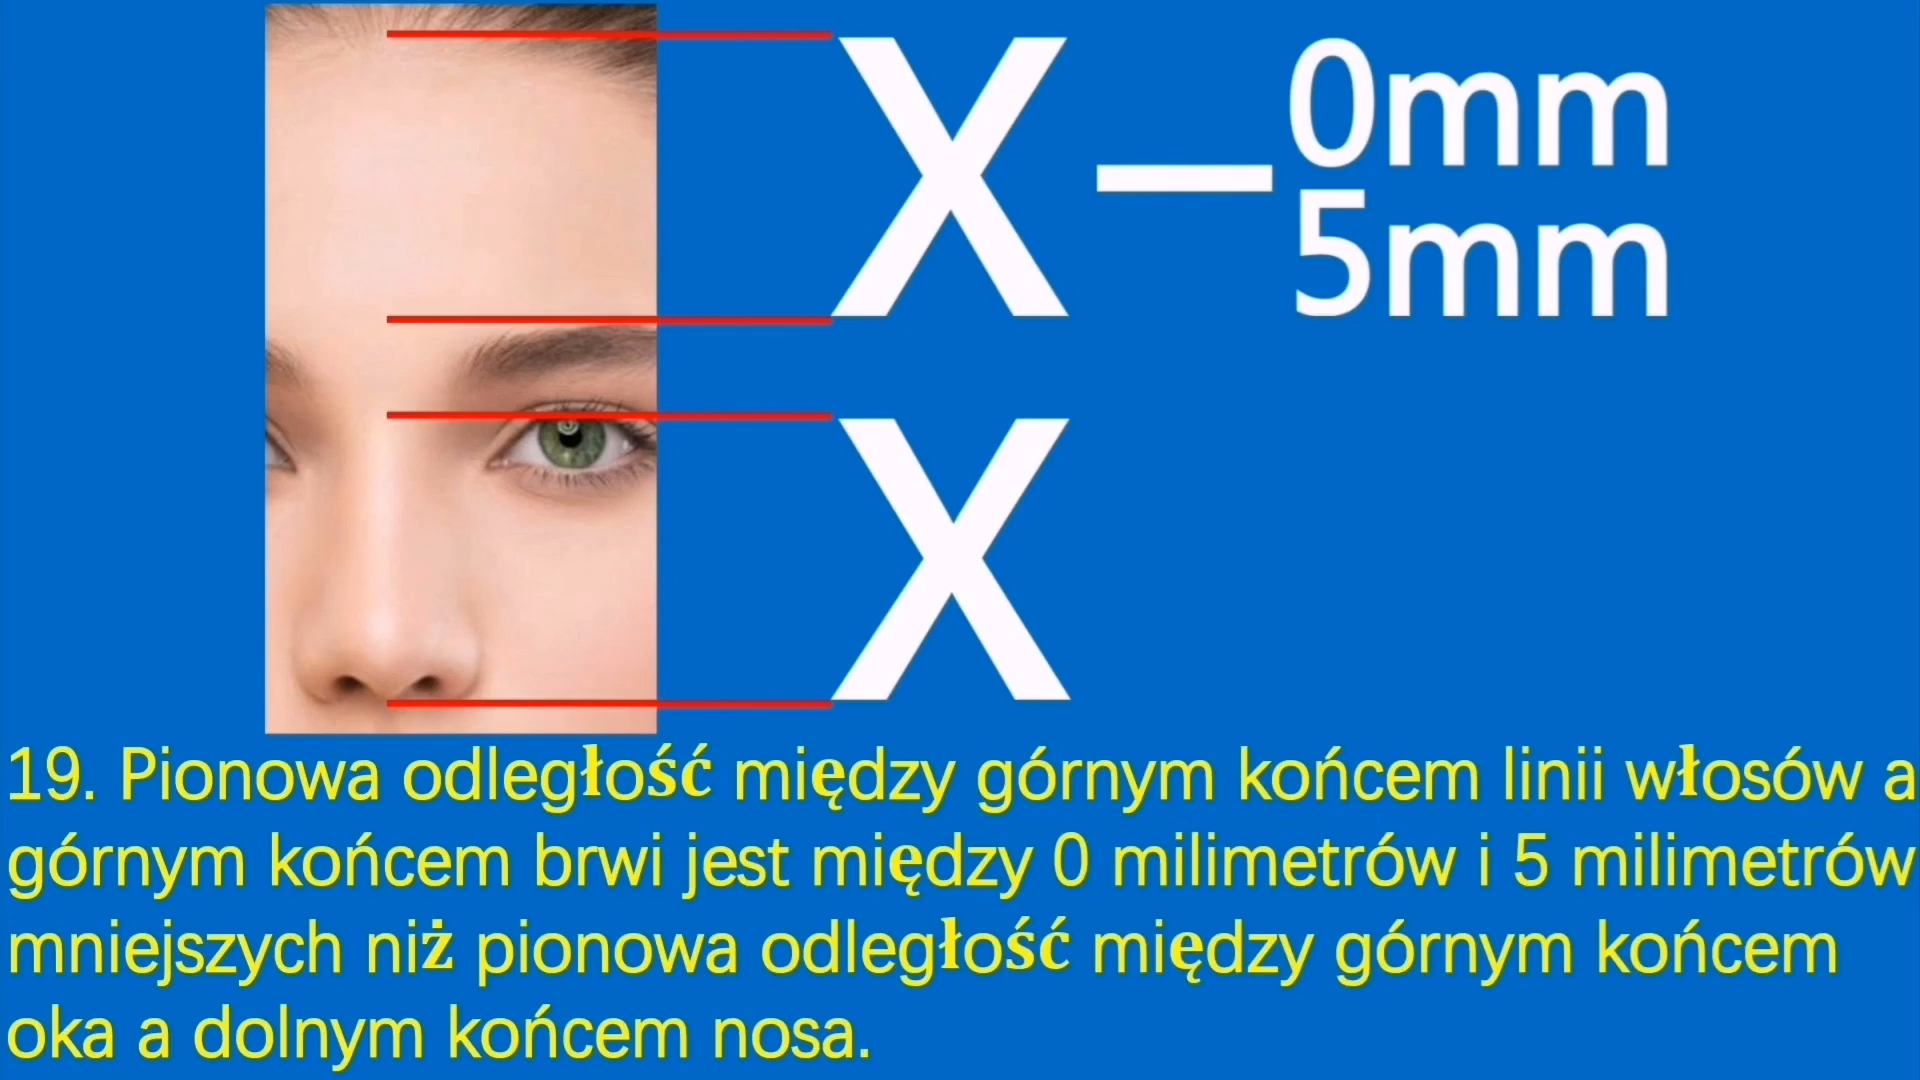 X — 0mm
5mm
X
19. Pionowa odległość między górnym końcem linii włosów a
górnym końcem brwi jest między 0 milimetrów i 5 milimetrów
mniejszych niż pionowa odległość między górnym końcem
oka a dolnym końcem nosa.